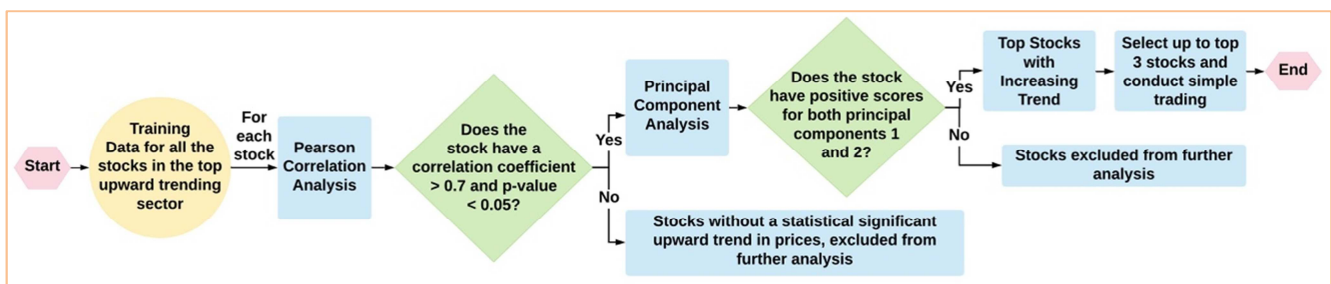 Start
Training
Data for all the
stocks in the top
upward trending
sector
For
each
stock
Pearson
Correlation
Analysis
Does the
stock have a
correlation coefficient
> 0.7 and p-value
< 0.05?
Yes
No
Principal
Component
Analysis
Stocks without a statistical significant
upward trend in prices, excluded from
further analysis
Does the stock
have positive scores
for both principal
components 1
and 2?
Yes
No
Top Stocks
with
Increasing
Trend
Stocks excluded from further
analysis
Select up to top
3 stocks and
conduct simple
trading
End